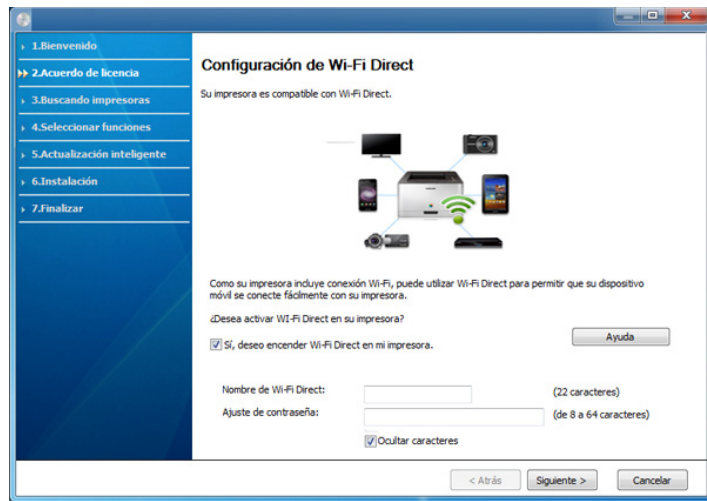 1.Bienvenido
2.Acuerdo de licencia
3.Buscando impresoras
4.Seleccionar funciones
5.Actualización inteligente
6.Instalación
7.Finalizar
Configuración de Wi-Fi Direct
Su impresora es compatible con Wi-Fi Direct.
Como su impresora incluye conexión Wi-Fi, puede utilizar Wi-Fi Direct para permitir que su dispositivo
móvil se conecte fácilmente con su impresora.
¿Desea activar WI-Fi Direct en su impresora?
Sí, deseo encender Wi-Fi Direct en mi impresora.
Ayuda
Nombre de Wi-Fi Direct: (22 caracteres)
Ajuste de contraseña: (de 8 a 64 caracteres)
Ocultar caracteres
< Atrás Siguiente > Cancelar